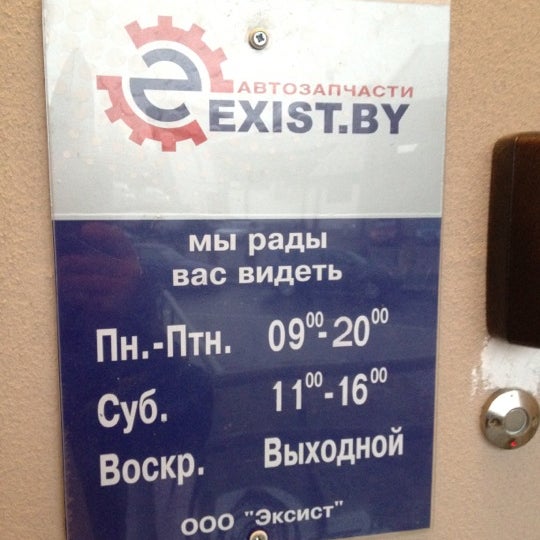 АВТОЗАПЧАСТИ
EXIST.BY
мы рады
вас видеть
Пн.-Птн. 09⁰⁰-20⁰⁰
Суб. 11⁰⁰-16⁰⁰
Воскр. Выходной
ООО "Эксист"